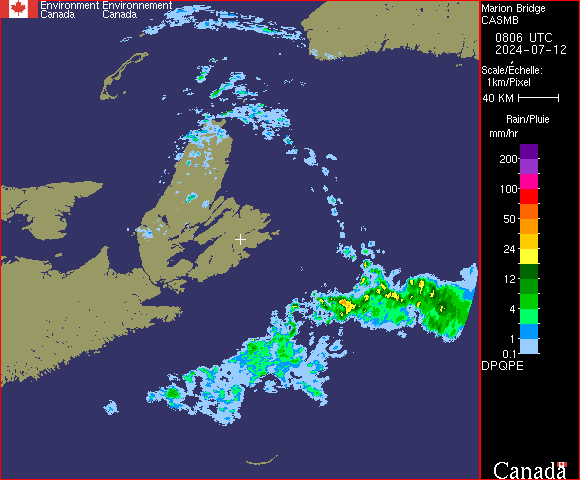 Environment Environnement
Canada Canada
Marion Bridge
CASMB
0806 UTC
2024-07-12
Scale/Échelle:
1km/Pixel
40 KM
Rain/Pluie
mm/hr
200
100
50
24
12
4
1
0.1
DPQPE
Canada